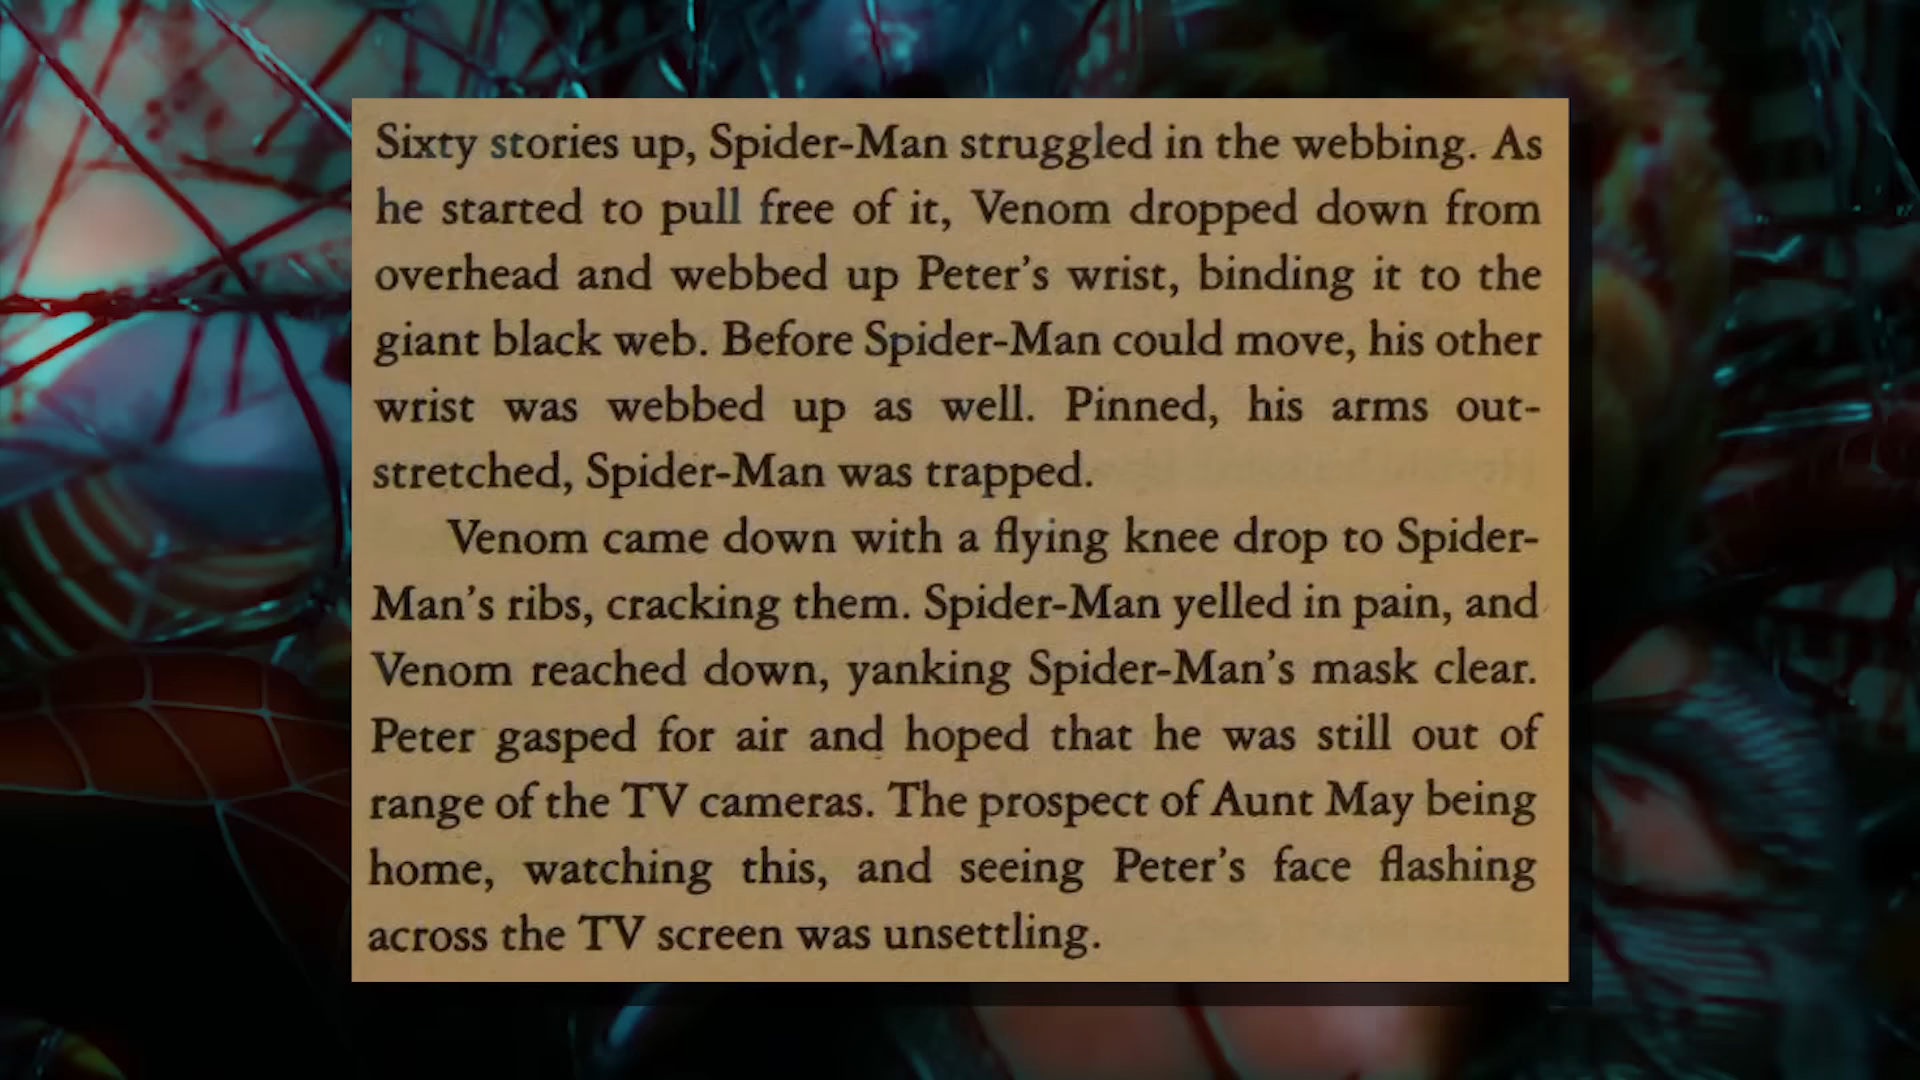 Sixty stories up, Spider-Man struggled in the webbing. As
he started to pull free of it, Venom dropped down from
overhead and webbed up Peter's wrist, binding it to the
giant black web. Before Spider-Man could move, his other
wrist was webbed up as well. Pinned, his arms out-
stretched, Spider-Man was trapped.
Venom came down with a flying knee drop to Spider-
Man's ribs, cracking them. Spider-Man yelled in pain, and
Venom reached down, yanking Spider-Man's mask clear.
Peter gasped for air and hoped that he was still out of
range of the TV cameras. The prospect of Aunt May being
home, watching this, and seeing Peter's face flashing
across the TV screen was unsettling.